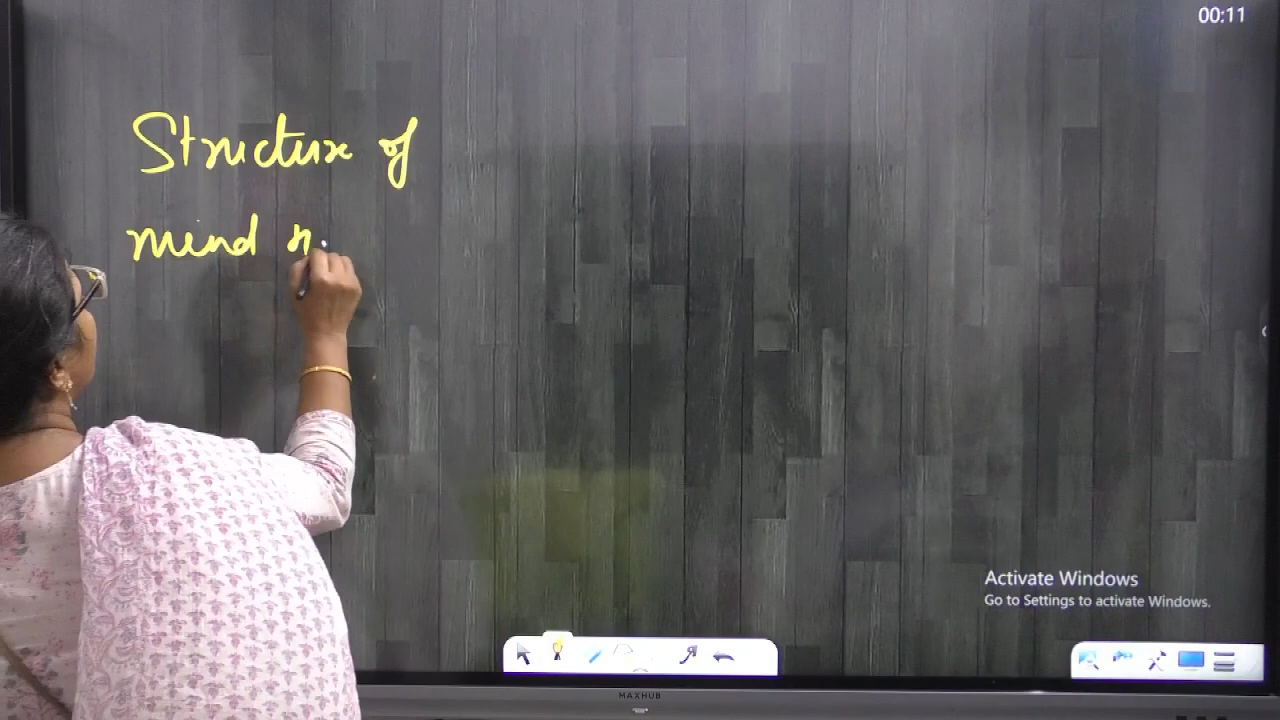 00:11
Structure of
mind
Activate Windows
Go to Settings to activate Windows.
MAXHUB